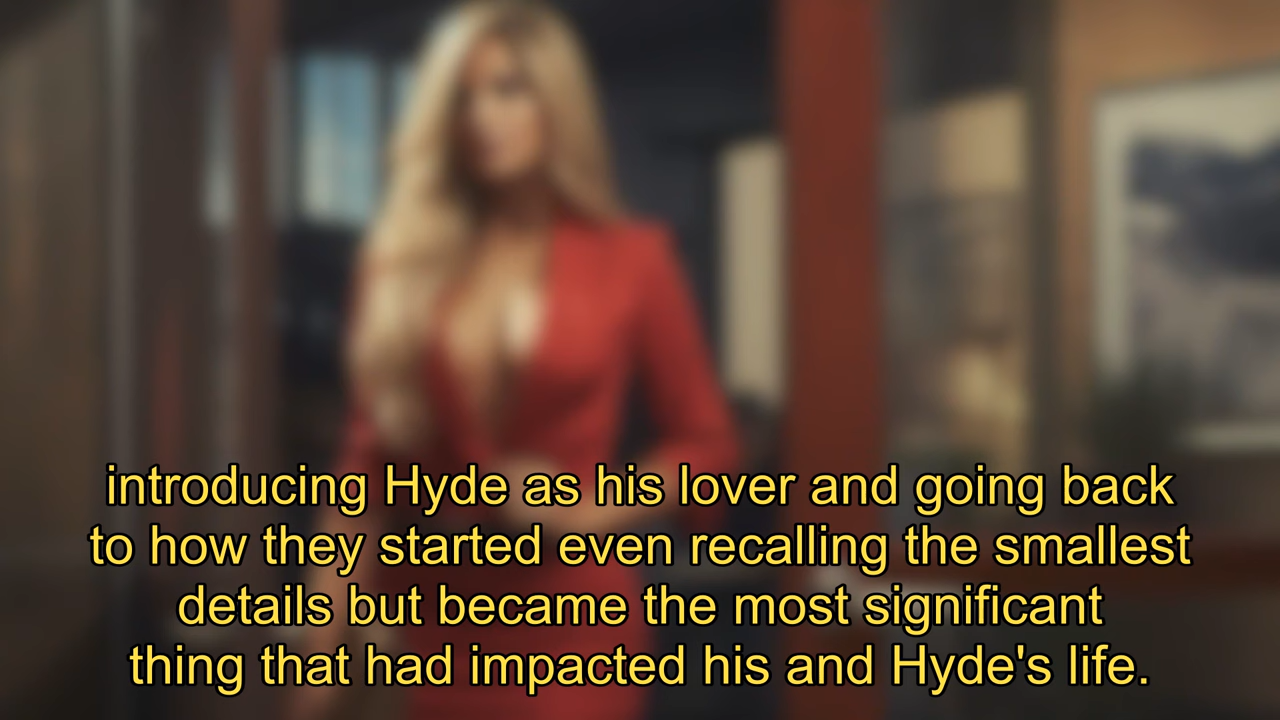 introducing Hyde as his lover and going back
to how they started even recalling the smallest
details but became the most significant
thing that had impacted his and Hyde's life.